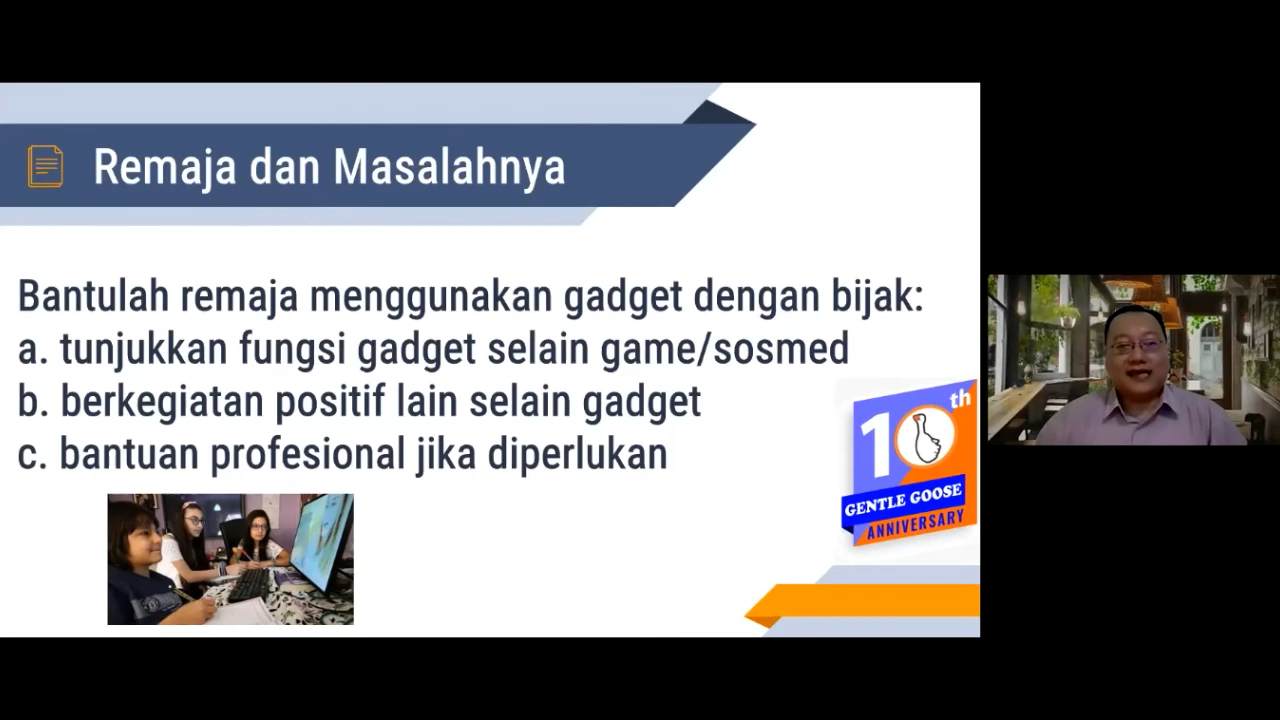 Remaja dan Masalahnya
Bantulah remaja menggunakan gadget dengan bijak:
a. tunjukkan fungsi gadget selain game/sosmed
b. berkegiatan positif lain selain gadget
c. bantuan profesional jika diperlukan
10th
GENTLE GOOSE
ANNIVERSARY